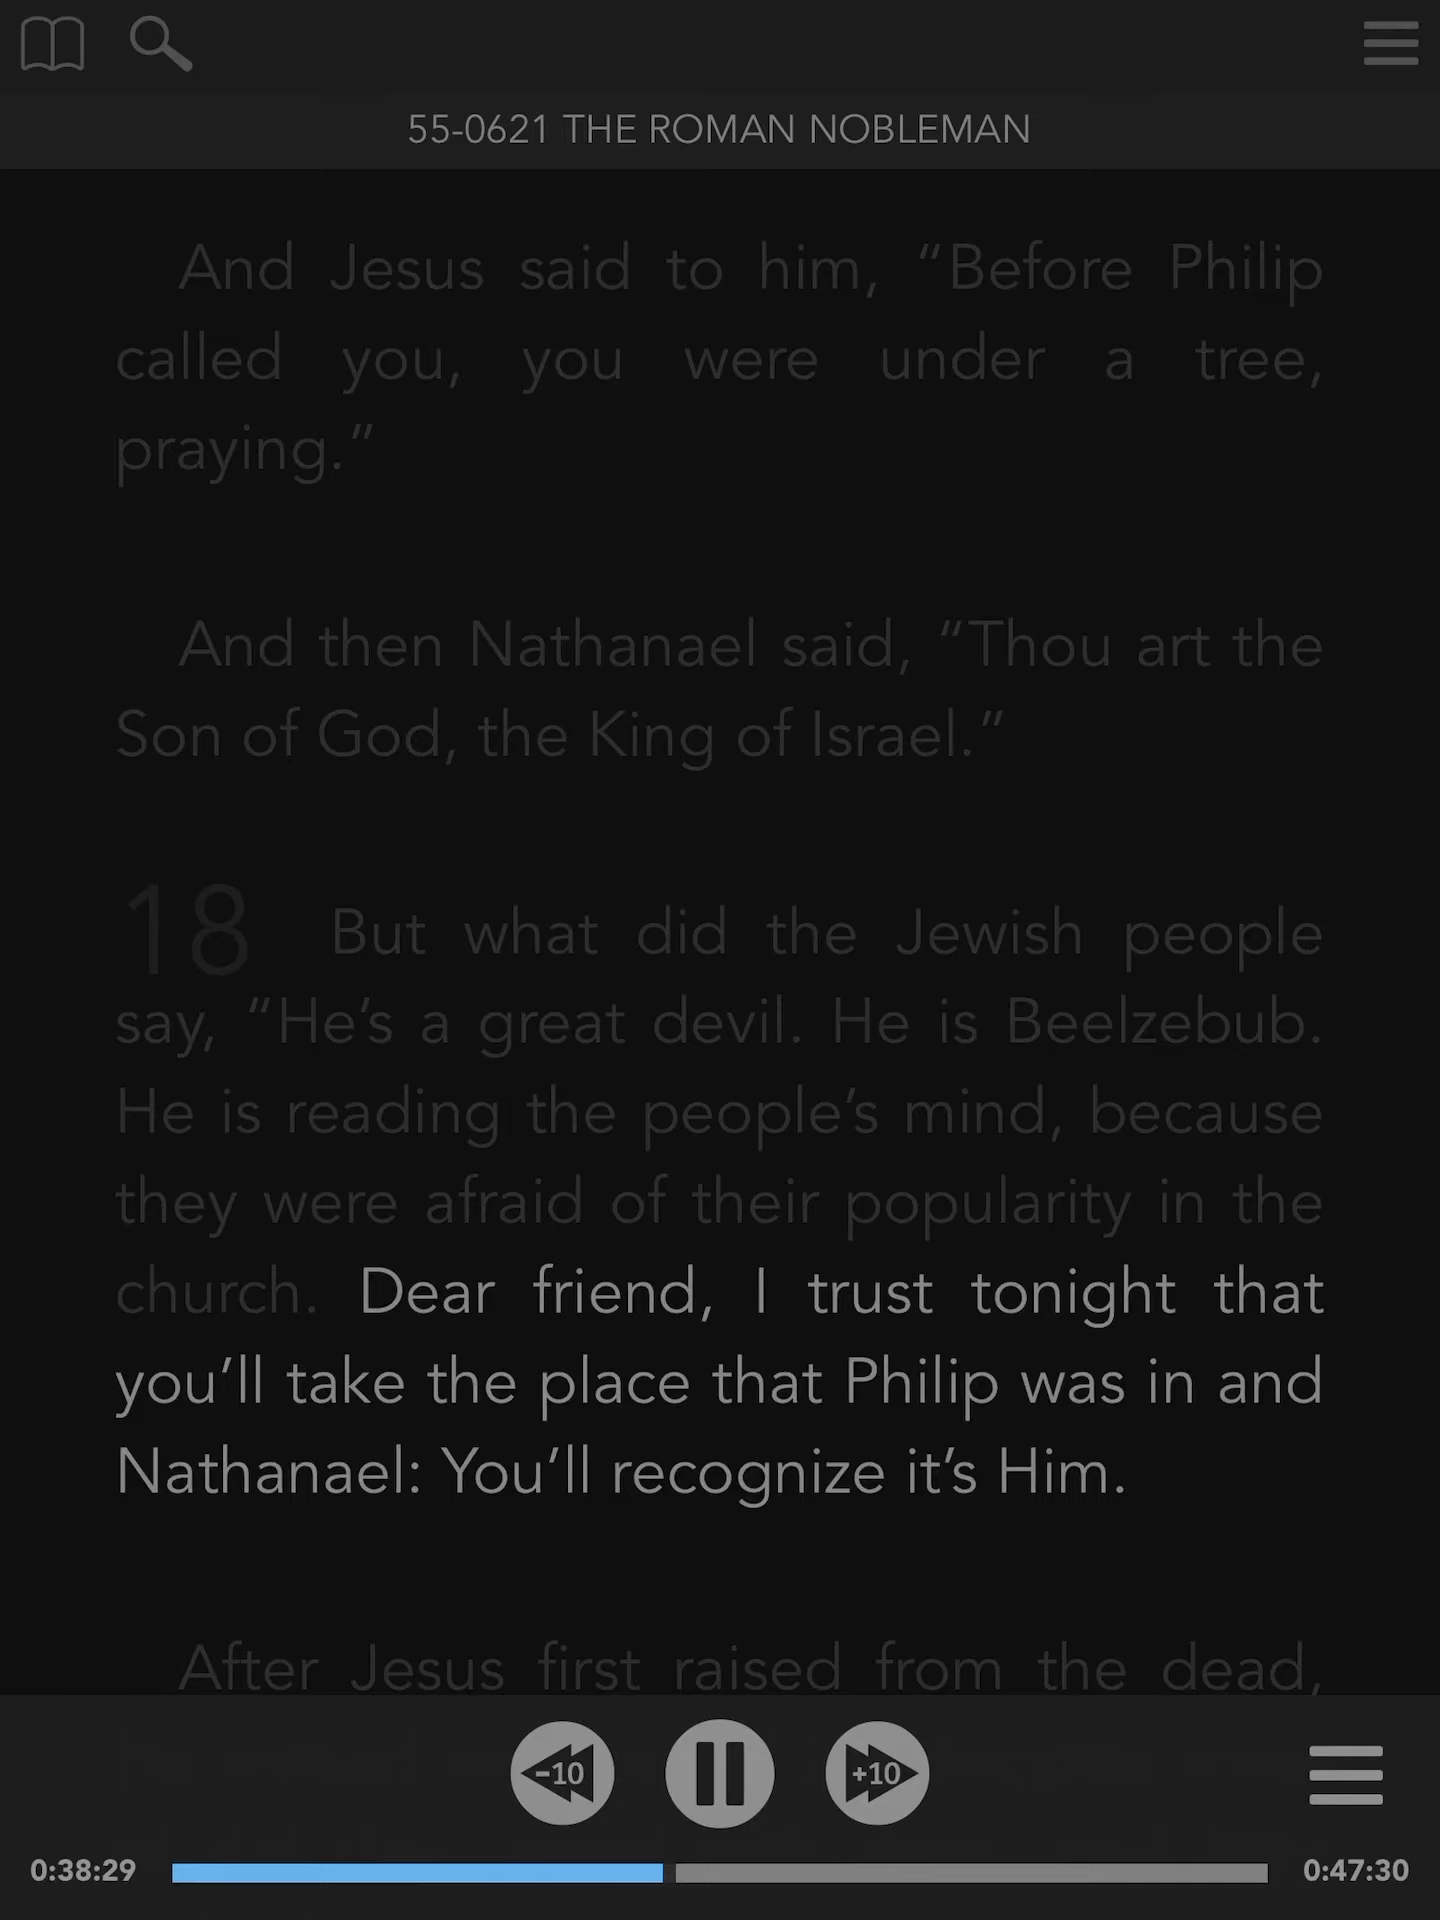 55-0621 THE ROMAN NOBLEMAN
And Jesus said to him, “Before Philip
called you, you were under a tree,
praying.”
And then Nathanael said, “Thou art the
Son of God, the King of Israel.”
18 But what did the Jewish people
say, “He’s a great devil. He is Beelzebub.
He is reading the people’s mind, because
they were afraid of their popularity in the
church. Dear friend, I trust tonight that
you’ll take the place that Philip was in and
Nathanael: You’ll recognize it’s Him.
After Jesus first raised from the dead,
-10 +10
0:38:29 0:47:30